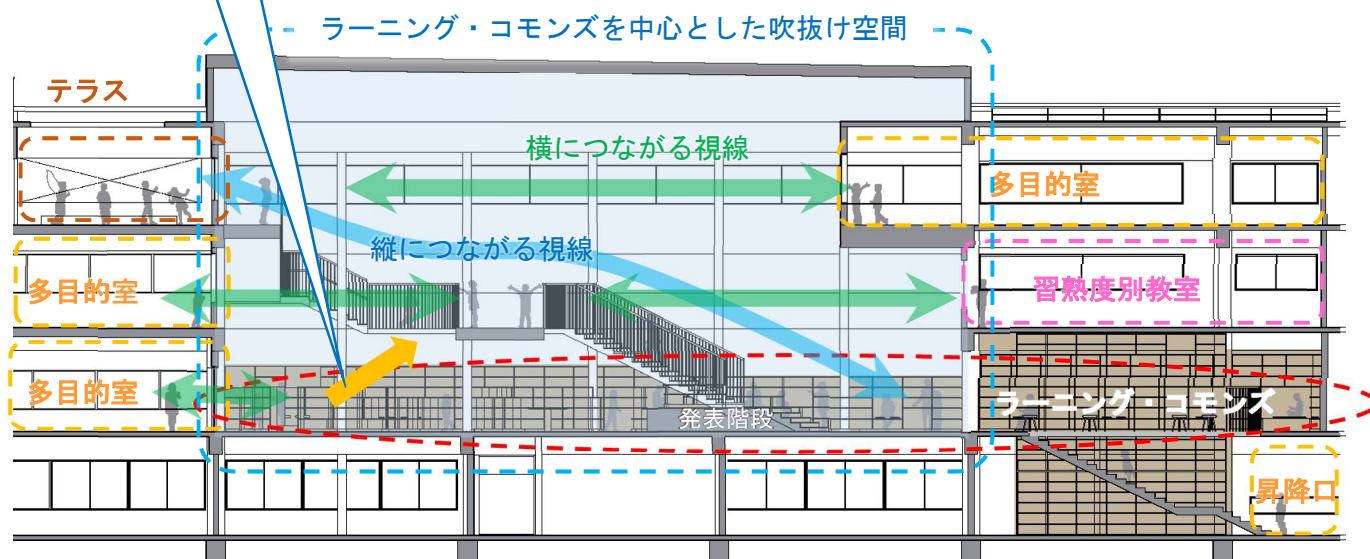 ラーニング・コモンズを中心とした吹抜け空間
テラス
横につながる視線
多目的室
縦につながる視線
多目的室
習熟度別教室
多目的室
発表階段
ラーニング・コモンズ
昇降口